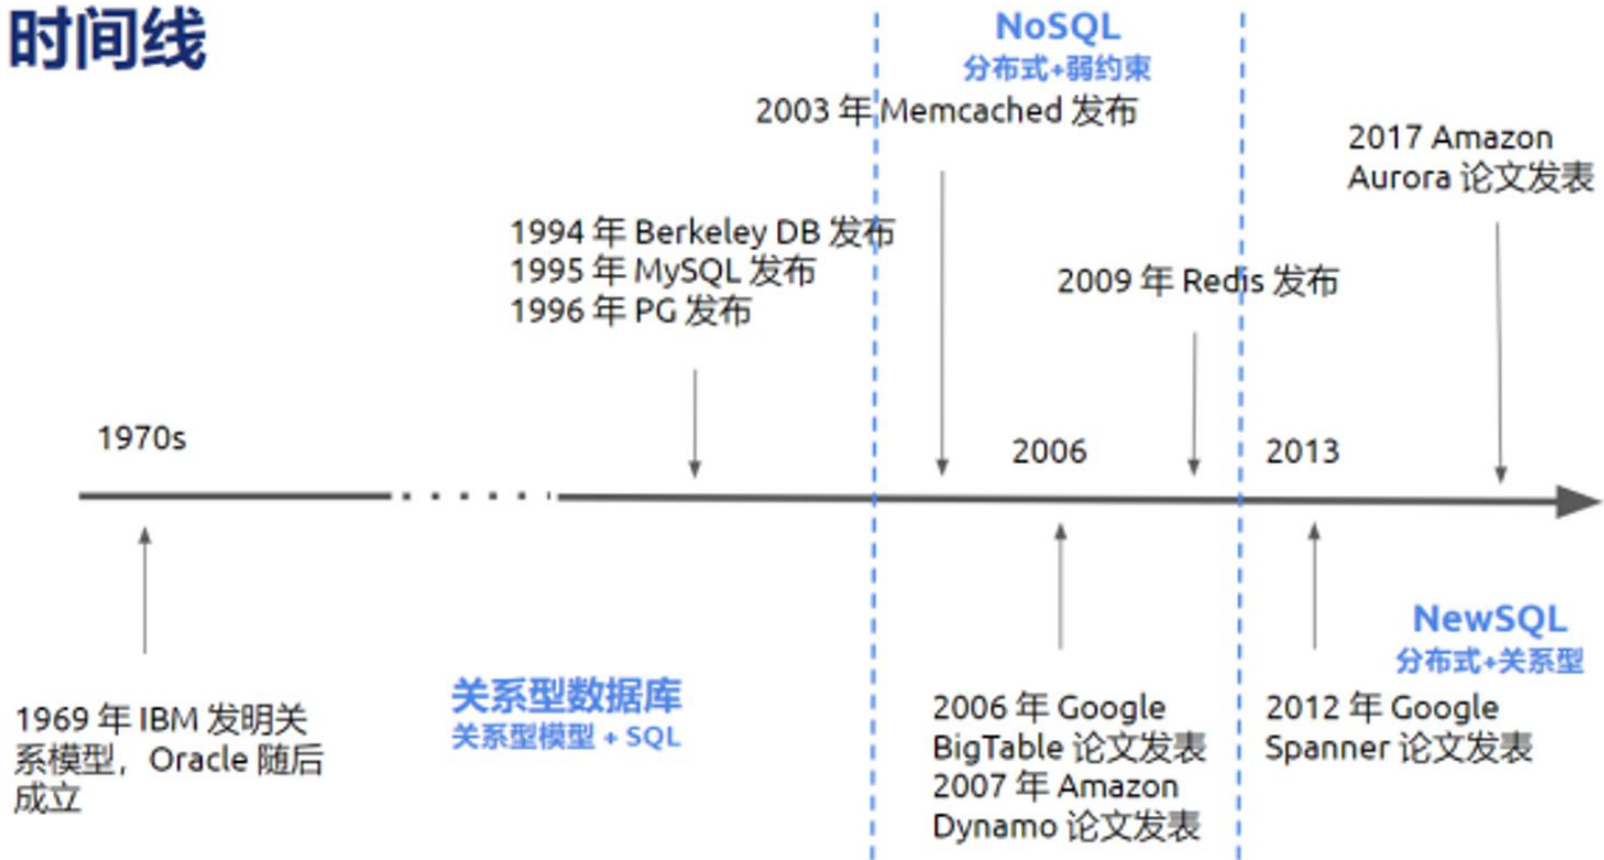 时间线
NoSQL
分布式+弱约束
2003 年 Memcached 发布
2017 Amazon
Aurora 论文发表
1994 年 Berkeley DB 发布
1995 年 MySQL 发布
1996 年 PG 发布
2009 年 Redis 发布
1970s
2006
2013
NewSQL
分布式+关系型
关系型数据库
关系型模型 + SQL
1969 年 IBM 发明关
系模型，Oracle 随后
成立
2006 年 Google
BigTable 论文发表
2007 年 Amazon
Dynamo 论文发表
2012 年 Google
Spanner 论文发表